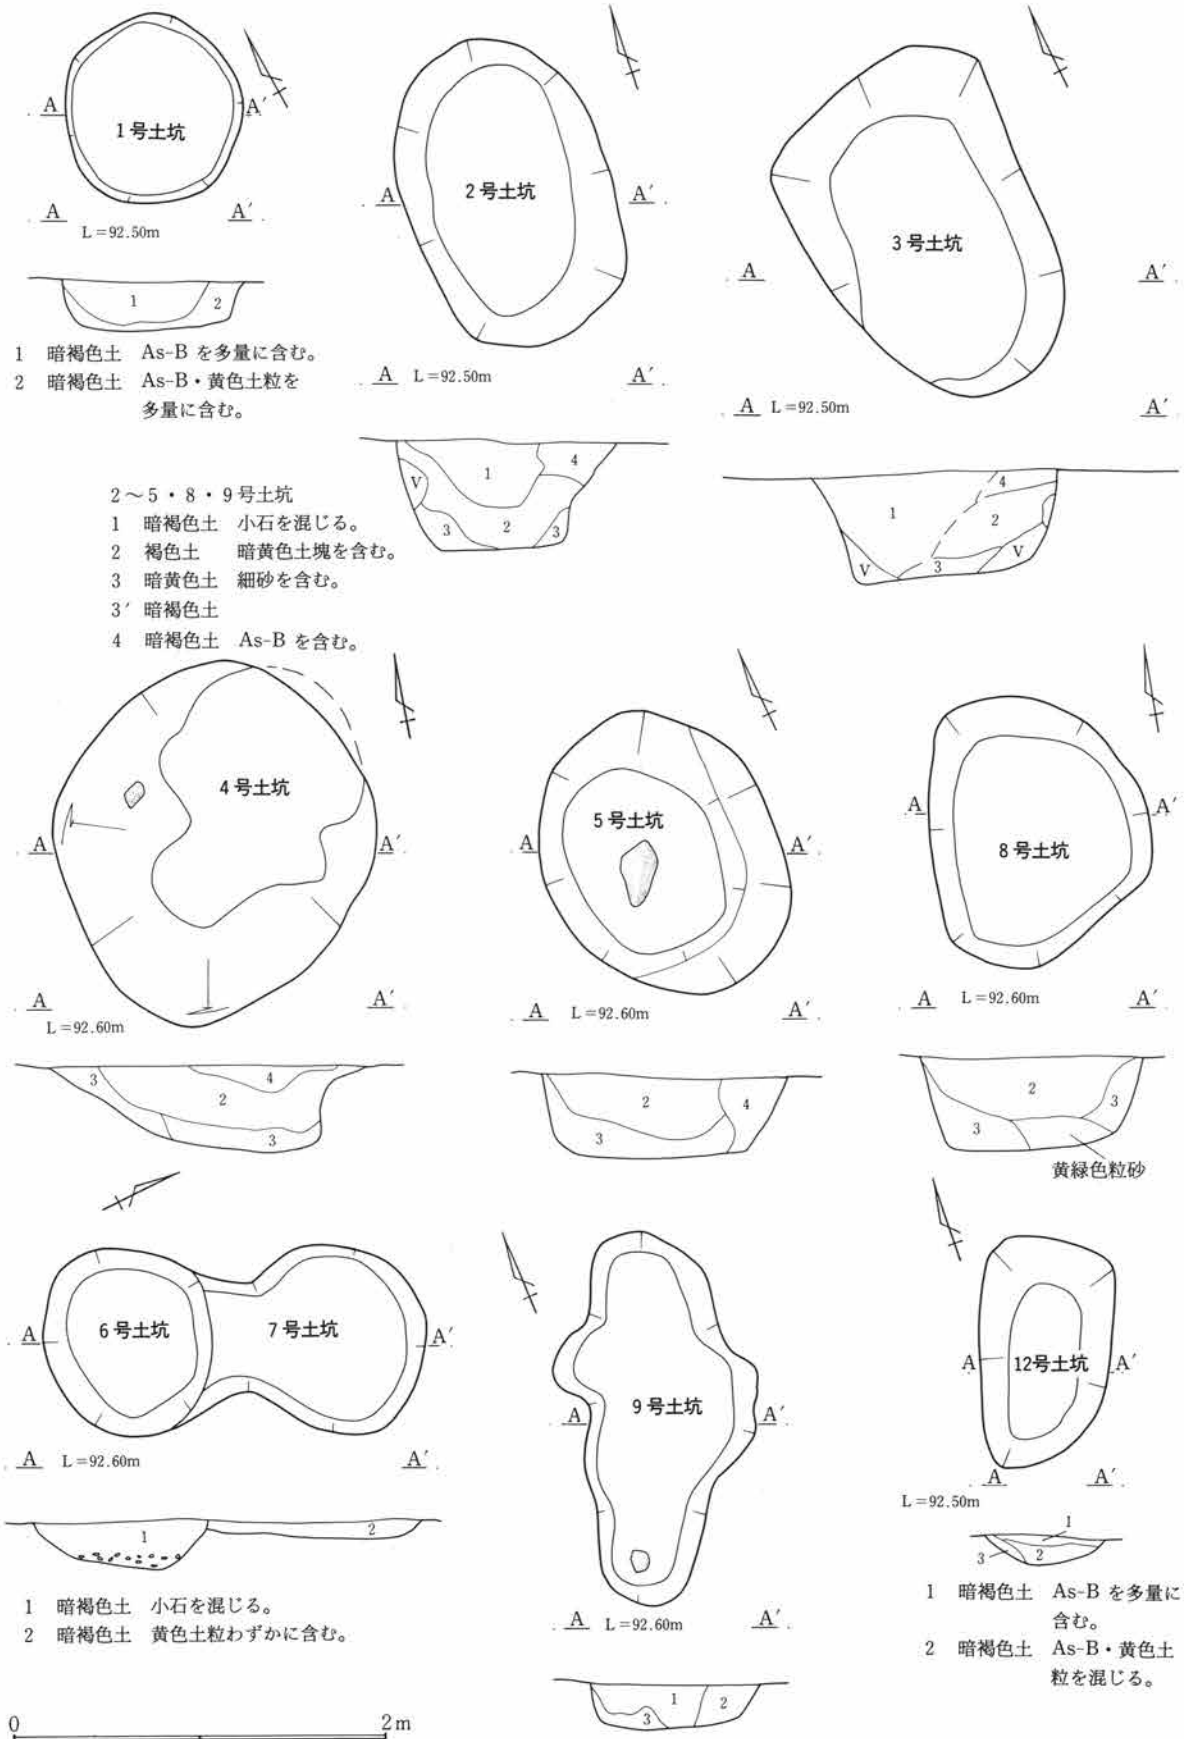 1号土坑
A A′
A A′
L=92.50m
1 2
1 暗褐色土 As-B を多量に含む。
2 暗褐色土 As-B・黄色土粒を
多量に含む。
2号土坑
A A′
A L=92.50m A′
1 4
V
3 2 3
3号土坑
A A′
A L=92.50m A′
4
1 2
V 3 V
2～5・8・9号土坑
1 暗褐色土 小石を混じる。
2 褐色土 暗黄色土塊を含む。
3 暗黄色土 細砂を含む。
3′ 暗褐色土
4 暗褐色土 As-B を含む。
4号土坑
A A′
A A′
L=92.60m
3 4
2
3
5号土坑
A A′
A L=92.60m A′
2 4
3
8号土坑
A A′
A L=92.60m A′
2
3 3
黄緑色粒砂
6号土坑 7号土坑
A A′
A L=92.60m A′
1 2
1 暗褐色土 小石を混じる。
2 暗褐色土 黄色土粒わずかに含む。
9号土坑
A A′
A L=92.60m A′
1 2
3
12号土坑
A A′
A A′
L=92.50m
1
3 2
1 暗褐色土 As-B を多量に
含む。
2 暗褐色土 As-B・黄色土
粒を混じる。
0 2m